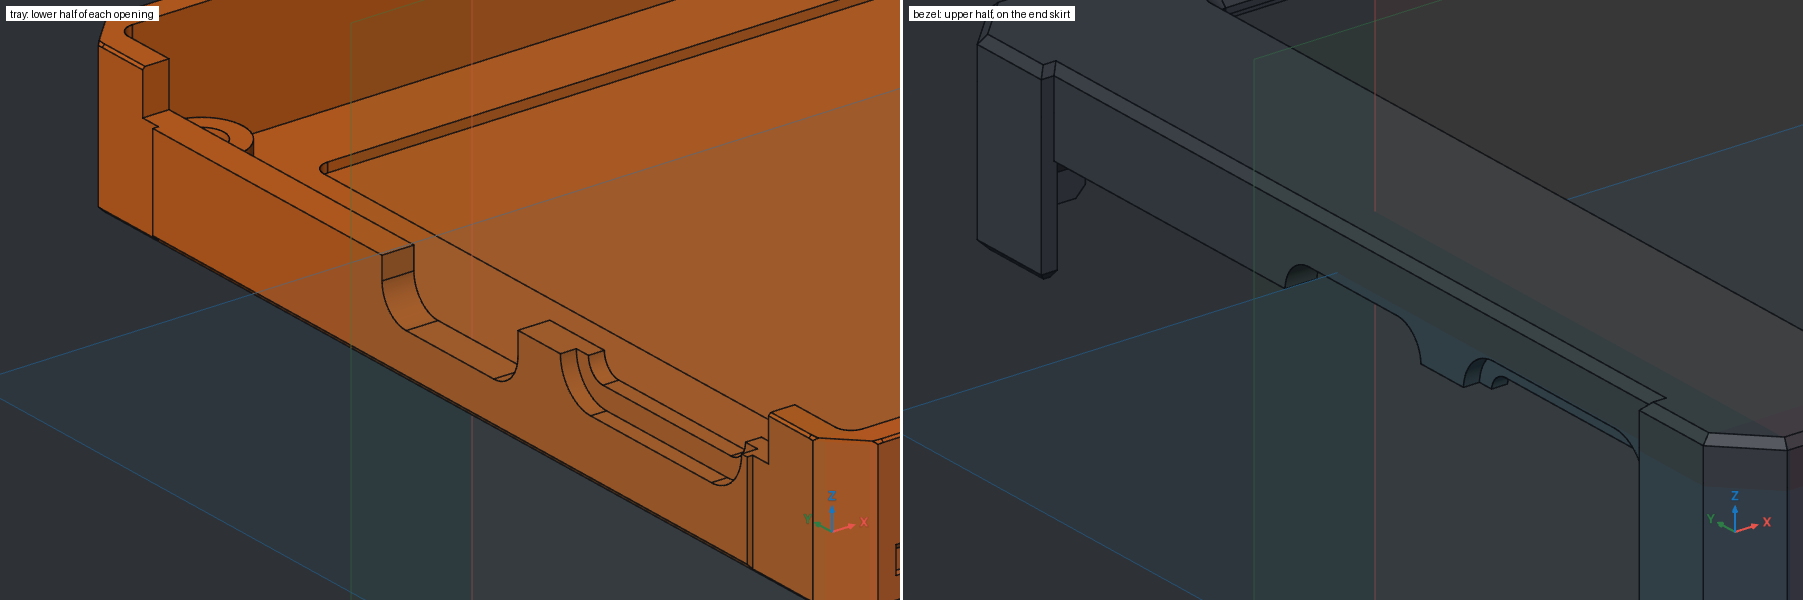 tray: lower half of each opening
bezel: upper half, on the end skirt
Z
Y
X
Z
Y
X